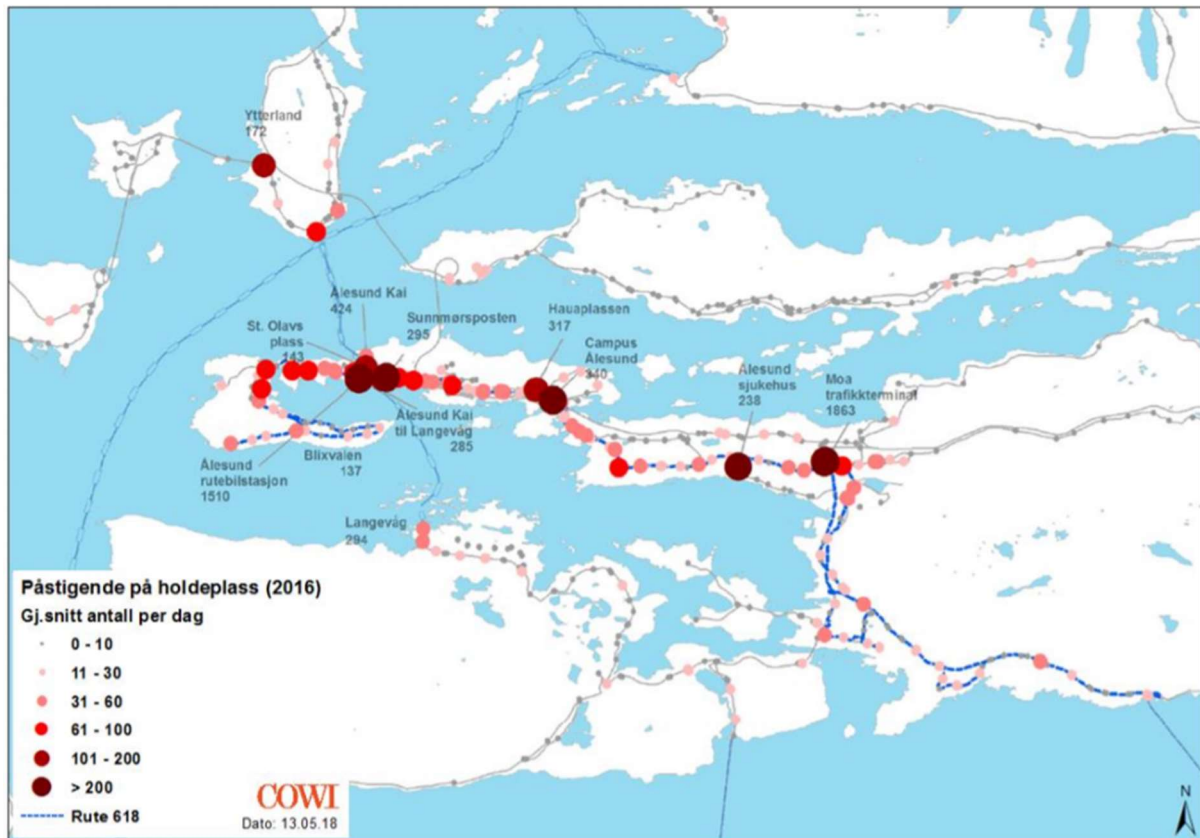 Ytterland
172
Ålesund Kai
424
Sunnmørsposten
295
St. Olavs
plass
143
Hauaplassen
317
Campus
Ålesund
340
Ålesund
sjukehus
238
Moa
trafikkterminal
1863
Ålesund Kai
til Langevåg
285
Blixvalen
137
Ålesund
rutebilstasjon
1510
Langevåg
294
Påstigende på holdeplass (2016)
Gj.snitt antall per dag
0 - 10
11 - 30
31 - 60
61 - 100
101 - 200
> 200
Rute 618
COWI
Dato: 13.05.18
N